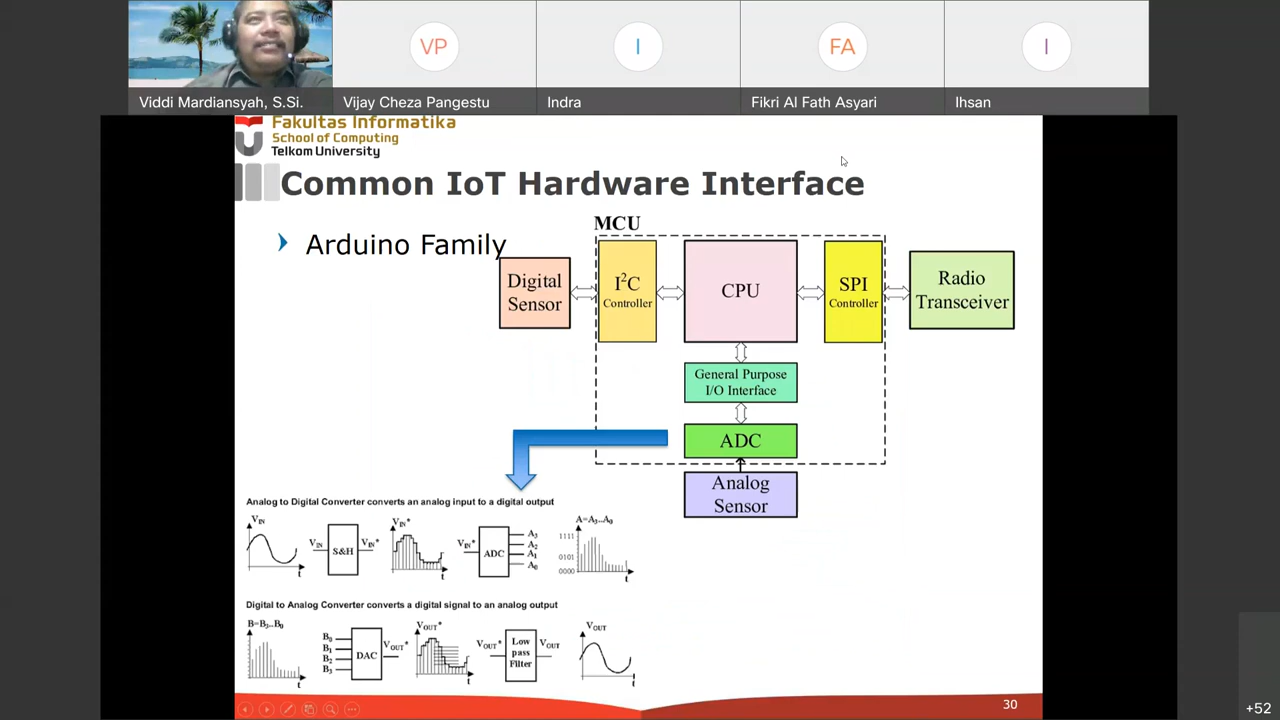 VP
I
FA
I
Viddi Mardiansyah, S.Si.
Vijay Cheza Pangestu
Indra
Fikri Al Fath Asyari
Ihsan
Fakultas Informatika
School of Computing
Telkom University
Common IoT Hardware Interface
Arduino Family
MCU
Digital
Sensor
I²C
Controller
CPU
SPI
Controller
Radio
Transceiver
General Purpose
I/O Interface
ADC
Analog
Sensor
Analog to Digital Converter converts an analog input to a digital output
V_IN
t
V_IN
S&H
V_IN*
V_IN*
t
V_IN*
ADC
A₃
A₂
A₁
A₀
A=A₃..A₀
1111
0101
0000
t
Digital to Analog Converter converts a digital signal to an analog output
B=B₃..B₀
t
B₀
B₁
B₂
B₃
DAC
V_OUT*
V_OUT*
t
V_OUT*
Low
pass
Filter
V_OUT
V_OUT
t
30
+52